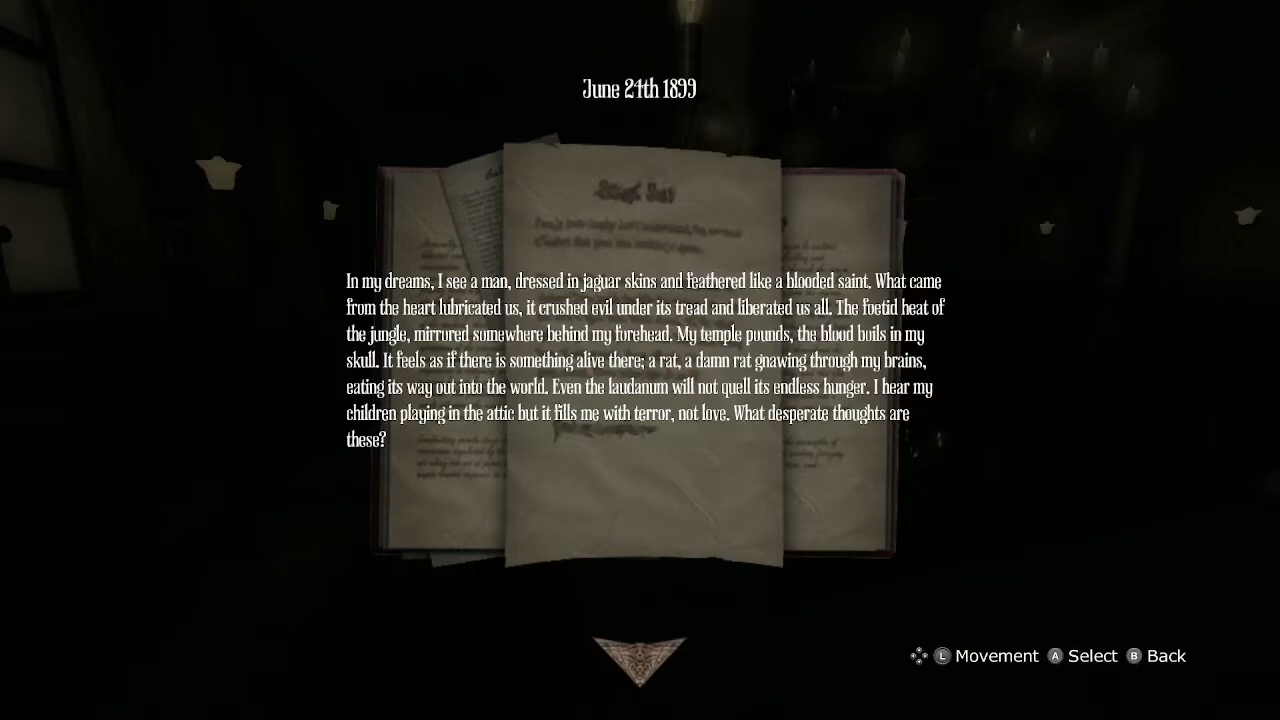 June 24th 1899
In my dreams, I see a man, dressed in jaguar skins and feathered like a blooded saint. What came
from the heart lubricated us, it crushed evil under its tread and liberated us all. The foetid heat of
the jungle, mirrored somewhere behind my forehead. My temple pounds, the blood boils in my
skull. It feels as if there is something alive there; a rat, a damn rat gnawing through my brains,
eating its way out into the world. Even the laudanum will not quell its endless hunger. I hear my
children playing in the attic but it fills me with terror, not love. What desperate thoughts are
these?
L Movement A Select B Back